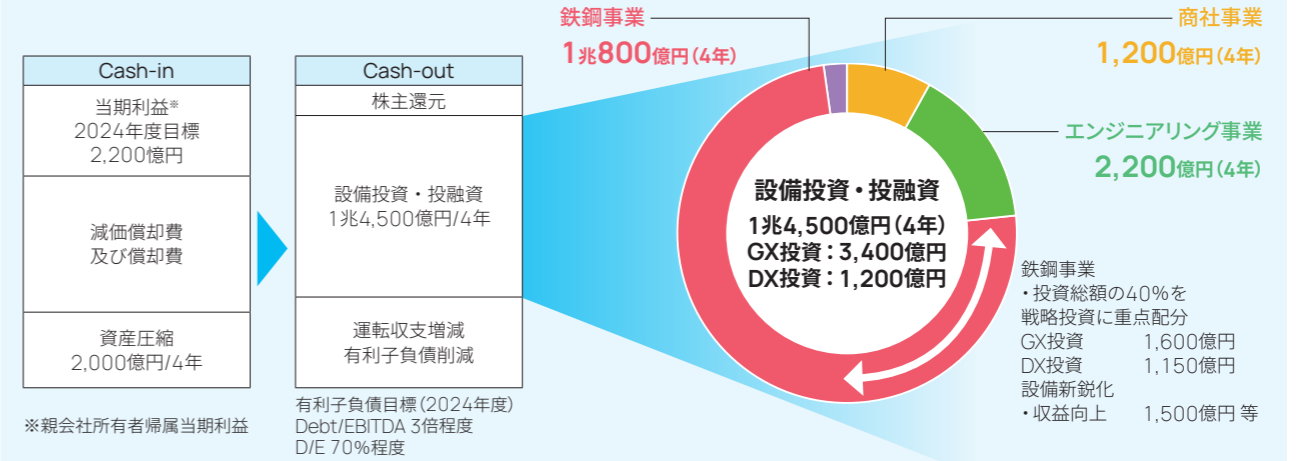 Cash-in
当期利益※
2024年度目標
2,200憶円
減価償却費
及び償却費
資産圧縮
2,000億円/4年
※親会社所有者帰属当期利益
Cash-out
株主還元
設備投資・投融資
1兆4,500億円/4年
運転収支増減
有利子負債削減
有利子負債目標(2024年度)
Debt/EBITDA 3倍程度
D/E 70%程度
鉄鋼事業
1兆800億円(4年)
商社事業
1,200億円(4年)
エンジニアリング事業
2,200億円(4年)
設備投資・投融資
1兆4,500億円(4年)
GX投資:3,400億円
DX投資:1,200億円
鉄鋼事業
・投資総額の40%を
戦略投資に重点配分
GX投資 1,600億円
DX投資 1,150億円
設備新鋭化
・収益向上 1,500億円 等